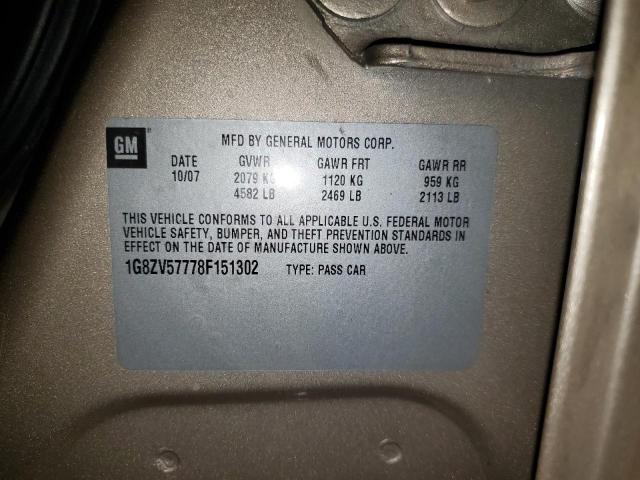 GM
MFD BY GENERAL MOTORS CORP.
DATE GVWR GAWR FRT GAWR RR
10/07 2079 KG 1120 KG 959 KG
4582 LB 2469 LB 2113 LB
THIS VEHICLE CONFORMS TO ALL APPLICABLE U.S. FEDERAL MOTOR
VEHICLE SAFETY, BUMPER, AND THEFT PREVENTION STANDARDS IN
EFFECT ON THE DATE OF MANUFACTURE SHOWN ABOVE.
1G8ZV57778F151302 TYPE: PASS CAR